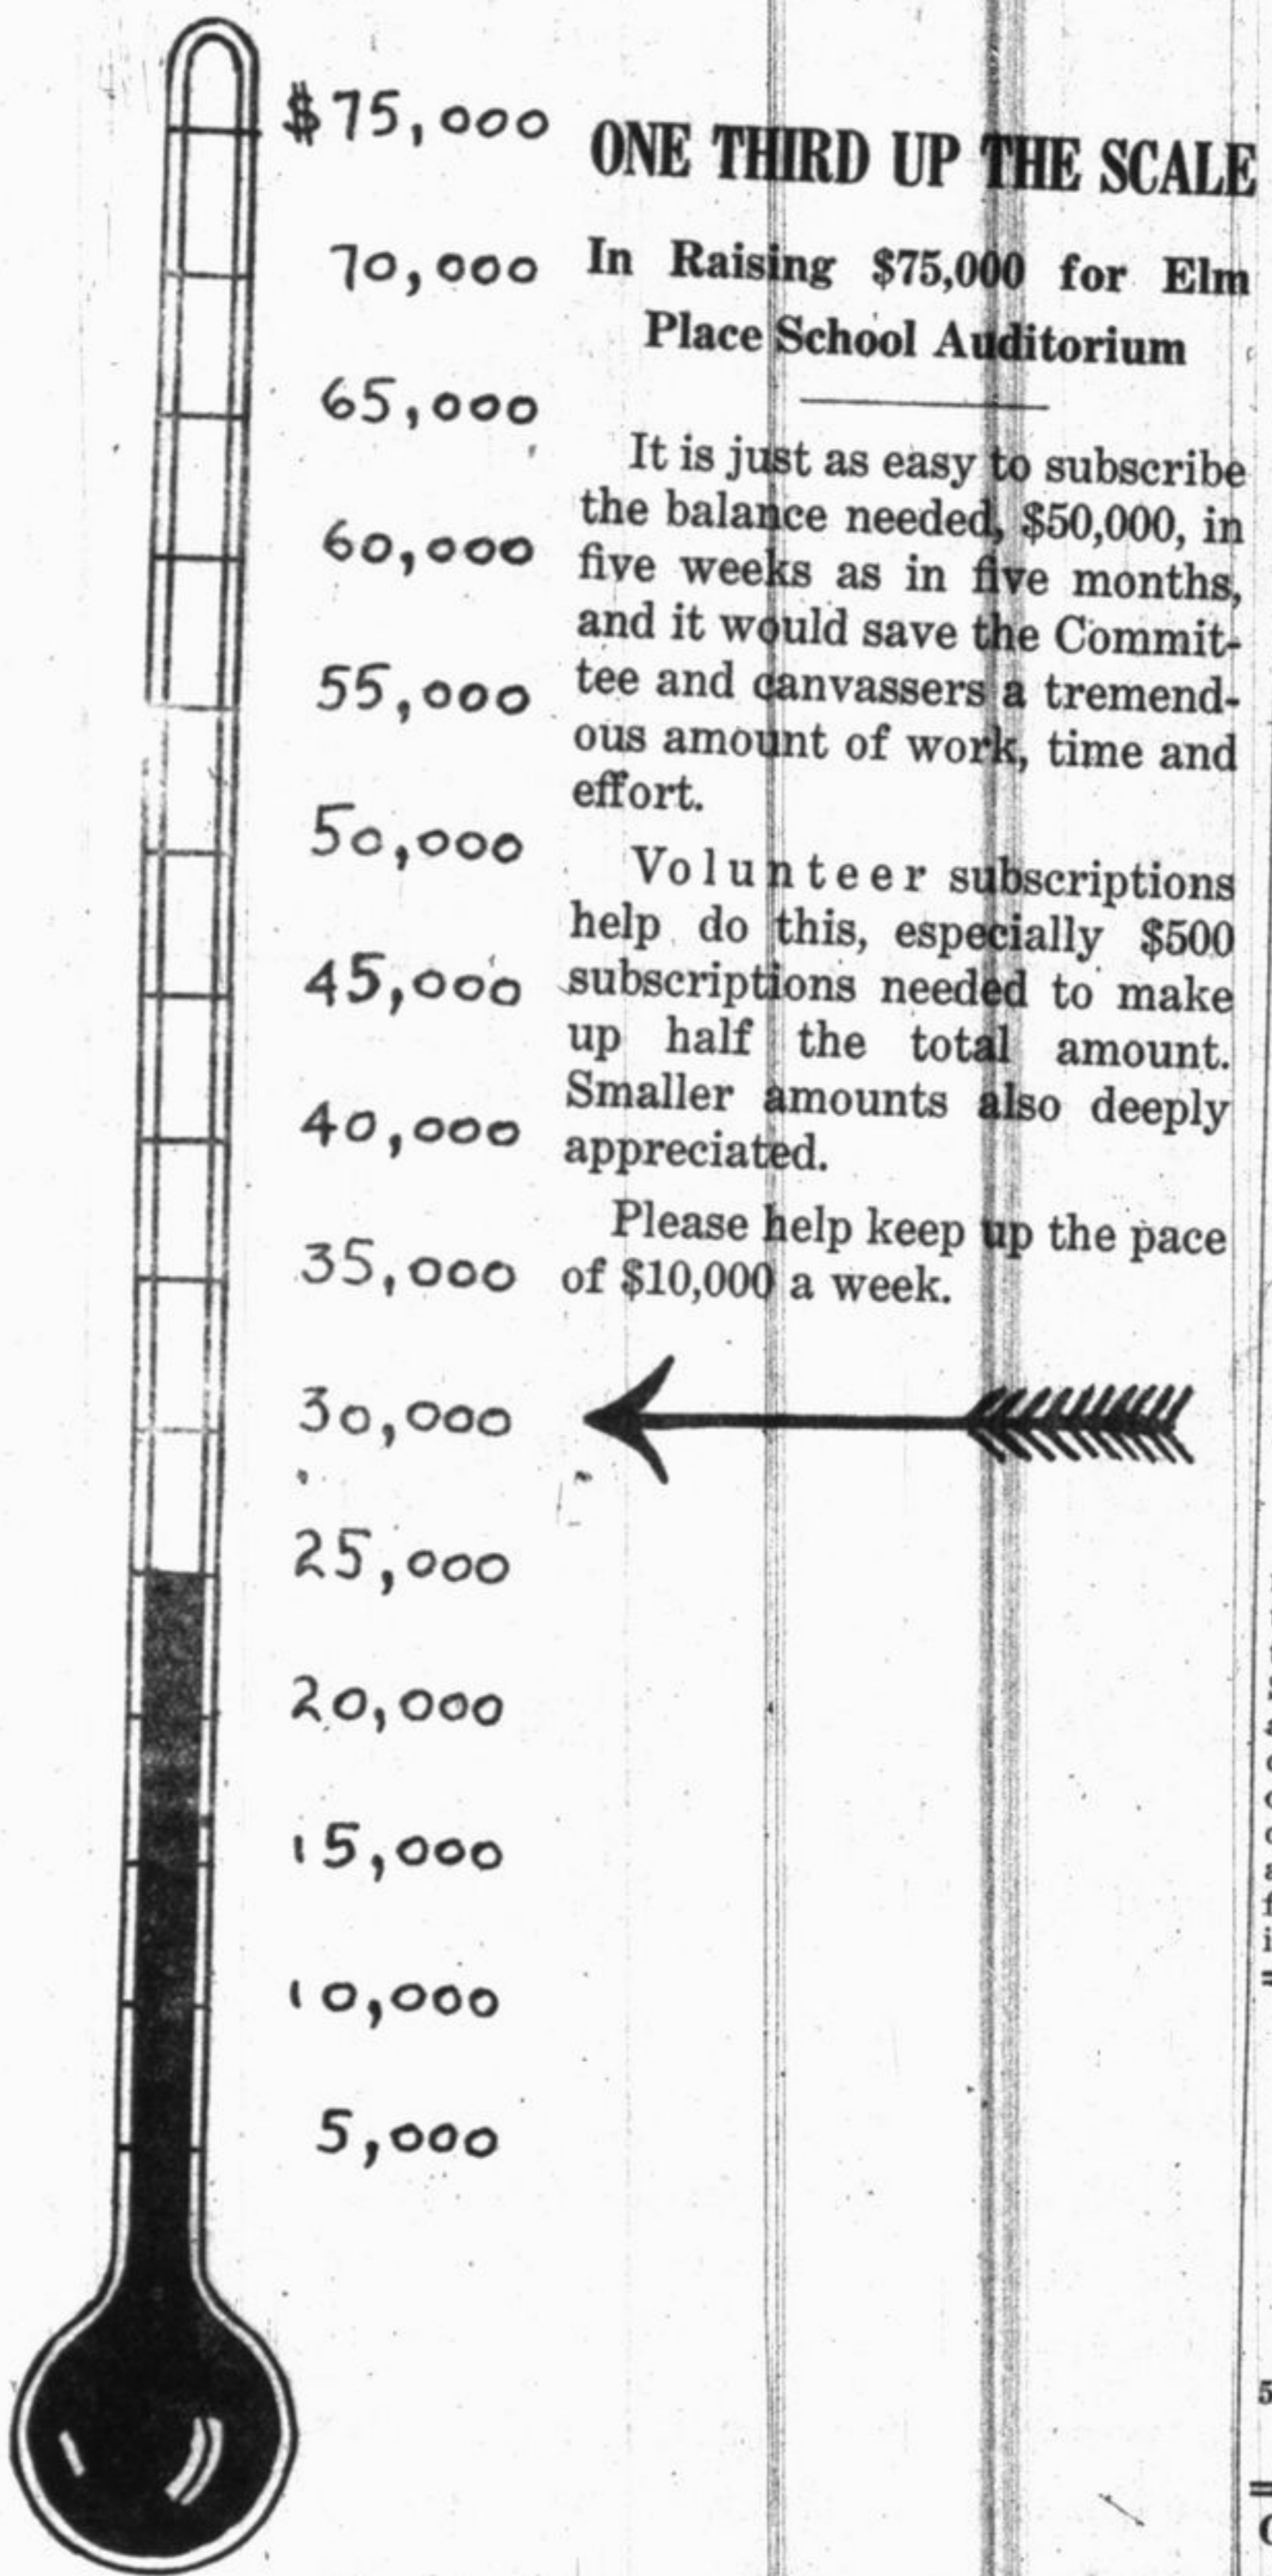 $75,000
70,000
65,000
60,000
55,000
50,000
45,000
40,000
35,000
30,000
25,000
20,000
15,000
10,000
5,000
ONE THIRD UP THE SCALE
In Raising $75,000 for Elm
Place School Auditorium
It is just as easy to subscribe
the balance needed, $50,000, in
five weeks as in five months,
and it would save the Commit-
tee and canvassers a tremend-
ous amount of work, time and
effort.
Volunteer subscriptions
help do this, especially $500
subscriptions needed to make
up half the total amount.
Smaller amounts also deeply
appreciated.
Please help keep up the pace
of $10,000 a week.